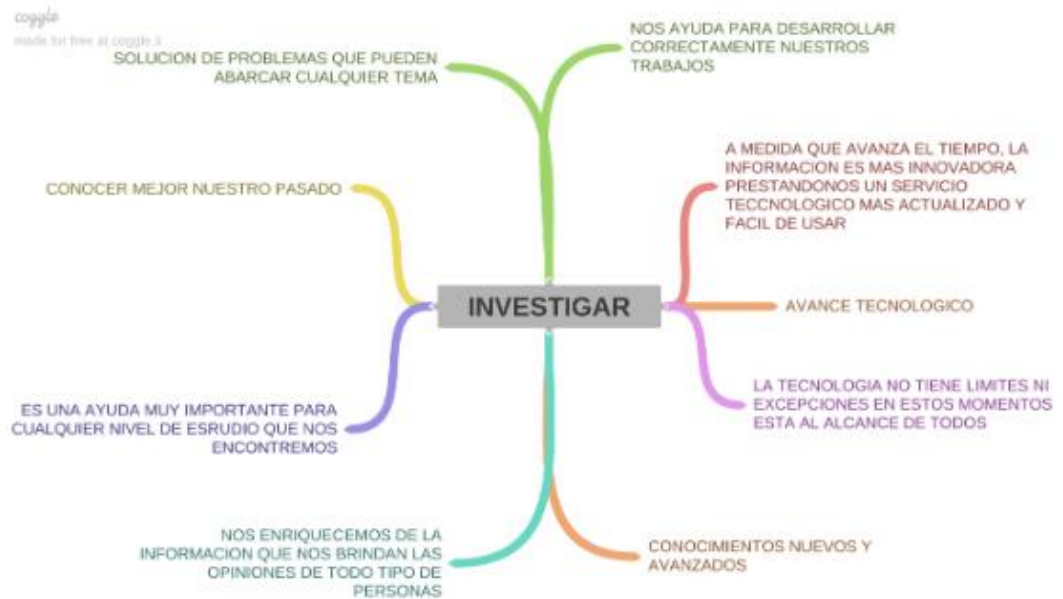 coggle
made for free at coggle.it
SOLUCION DE PROBLEMAS QUE PUEDEN
ABARCAR CUALQUIER TEMA
NOS AYUDA PARA DESARROLLAR
CORRECTAMENTE NUESTROS
TRABAJOS
CONOCER MEJOR NUESTRO PASADO
A MEDIDA QUE AVANZA EL TIEMPO, LA
INFORMACION ES MAS INNOVADORA
PRESTANDONOS UN SERVICIO
TECCNOLOGICO MAS ACTUALIZADO Y
FACIL DE USAR
INVESTIGAR
AVANCE TECNOLOGICO
ES UNA AYUDA MUY IMPORTANTE PARA
CUALQUIER NIVEL DE ESRUDIO QUE NOS
ENCONTREMOS
LA TECNOLOGIA NO TIENE LIMITES NI
EXCEPCIONES EN ESTOS MOMENTOS
ESTA AL ALCANCE DE TODOS
NOS ENRIQUECEMOS DE LA
INFORMACION QUE NOS BRINDAN LAS
OPINIONES DE TODO TIPO DE
PERSONAS
CONOCIMIENTOS NUEVOS Y
AVANZADOS